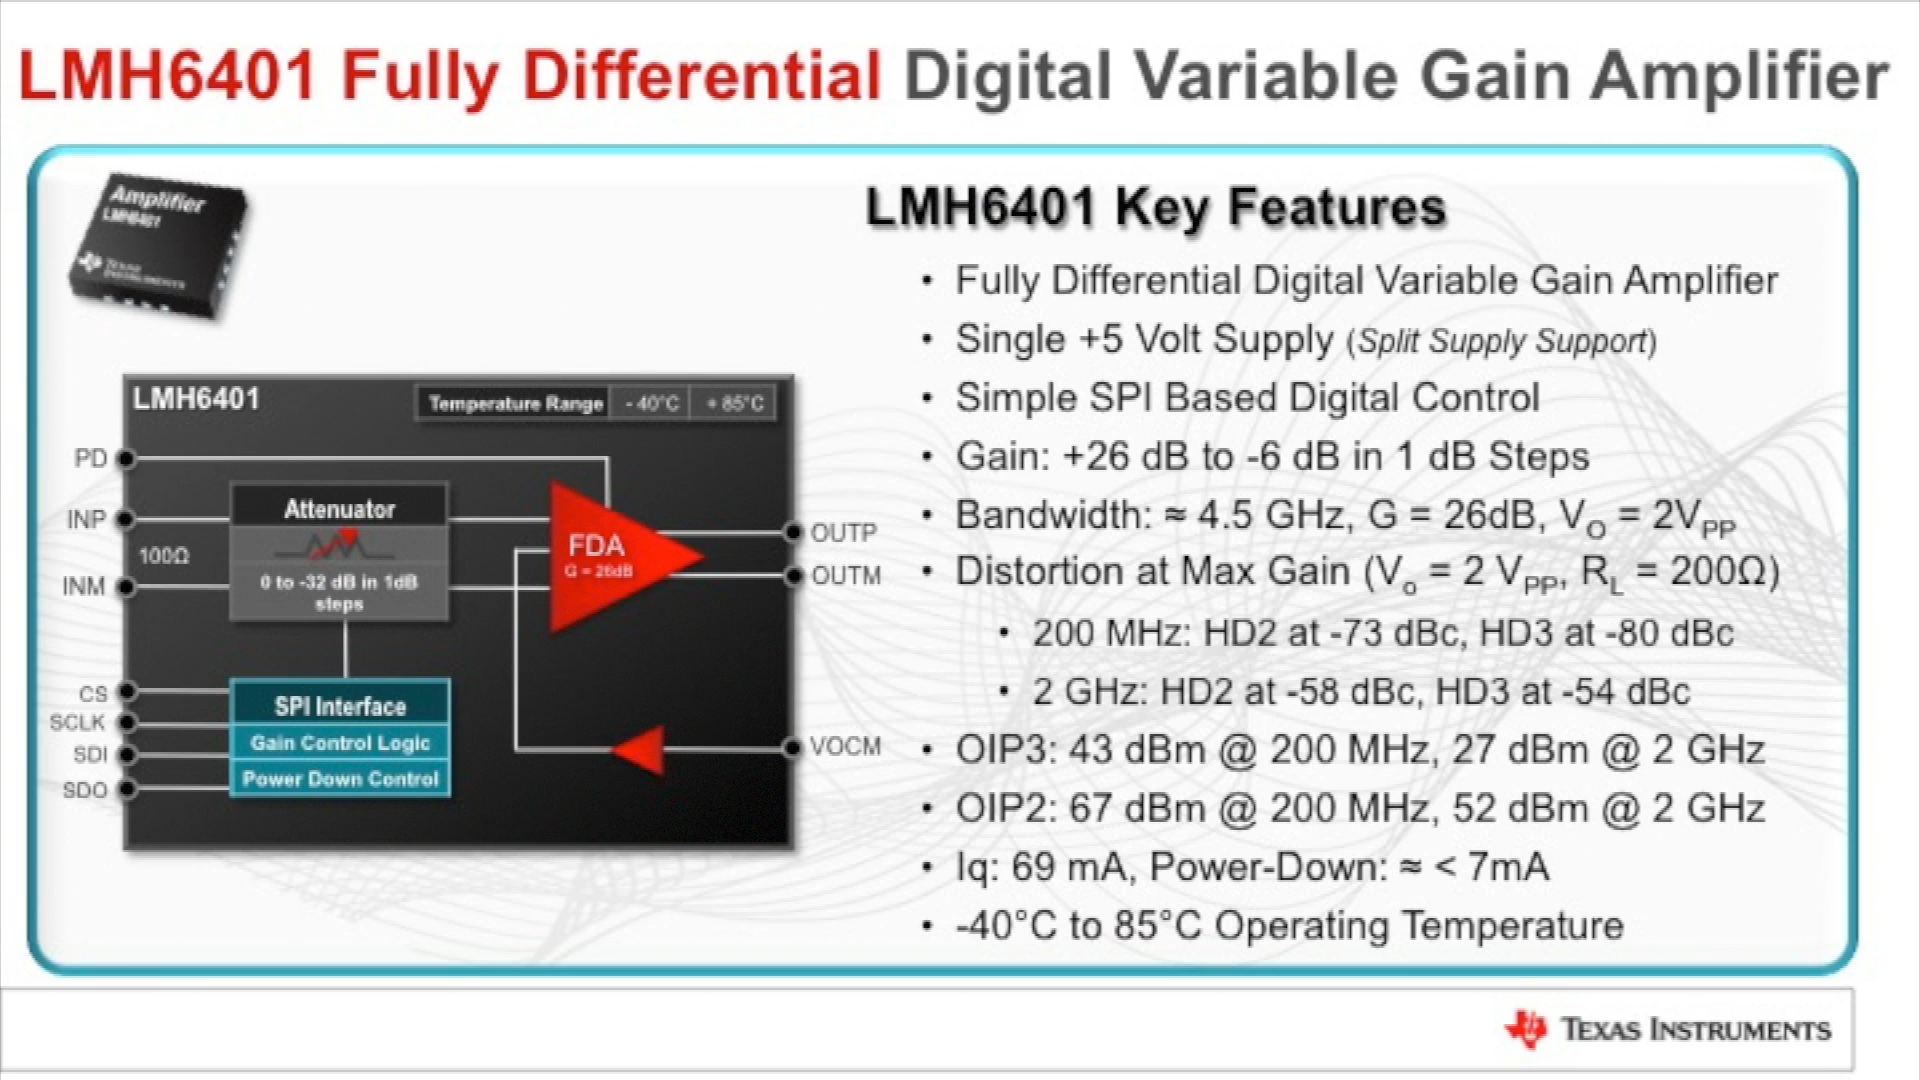 LMH6401 Fully Differential Digital Variable Gain Amplifier
Amplifier
LMH6401
TEXAS
INSTRUMENTS
LMH6401 Key Features
• Fully Differential Digital Variable Gain Amplifier
• Single +5 Volt Supply (Split Supply Support)
• Simple SPI Based Digital Control
• Gain: +26 dB to -6 dB in 1 dB Steps
• Bandwidth: ≈ 4.5 GHz, G = 26dB, VO = 2VPP
• Distortion at Max Gain (Vo = 2 VPP, RL = 200Ω)
• 200 MHz: HD2 at -73 dBc, HD3 at -80 dBc
• 2 GHz: HD2 at -58 dBc, HD3 at -54 dBc
• OIP3: 43 dBm @ 200 MHz, 27 dBm @ 2 GHz
• OIP2: 67 dBm @ 200 MHz, 52 dBm @ 2 GHz
• Iq: 69 mA, Power-Down: ≈ < 7mA
• -40°C to 85°C Operating Temperature
LMH6401
Temperature Range - 40°C + 85°C
PD
INP
100Ω
INM
Attenuator
0 to -32 dB in 1dB
steps
FDA
G = 26dB
OUTP
OUTM
CS
SCLK
SDI
SDO
SPI Interface
Gain Control Logic
Power Down Control
VOCM
TEXAS INSTRUMENTS